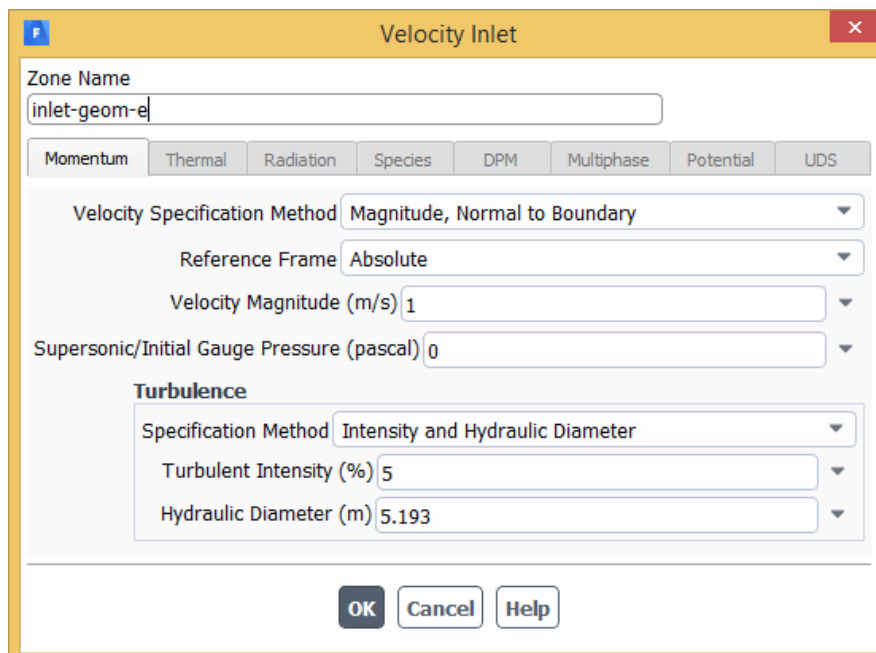 F
Velocity Inlet
Zone Name
inlet-geom-e
Momentum Thermal Radiation Species DPM Multiphase Potential UDS
Velocity Specification Method Magnitude, Normal to Boundary
Reference Frame Absolute
Velocity Magnitude (m/s) 1
Supersonic/Initial Gauge Pressure (pascal) 0
Turbulence
Specification Method Intensity and Hydraulic Diameter
Turbulent Intensity (%) 5
Hydraulic Diameter (m) 5.193
OK Cancel Help